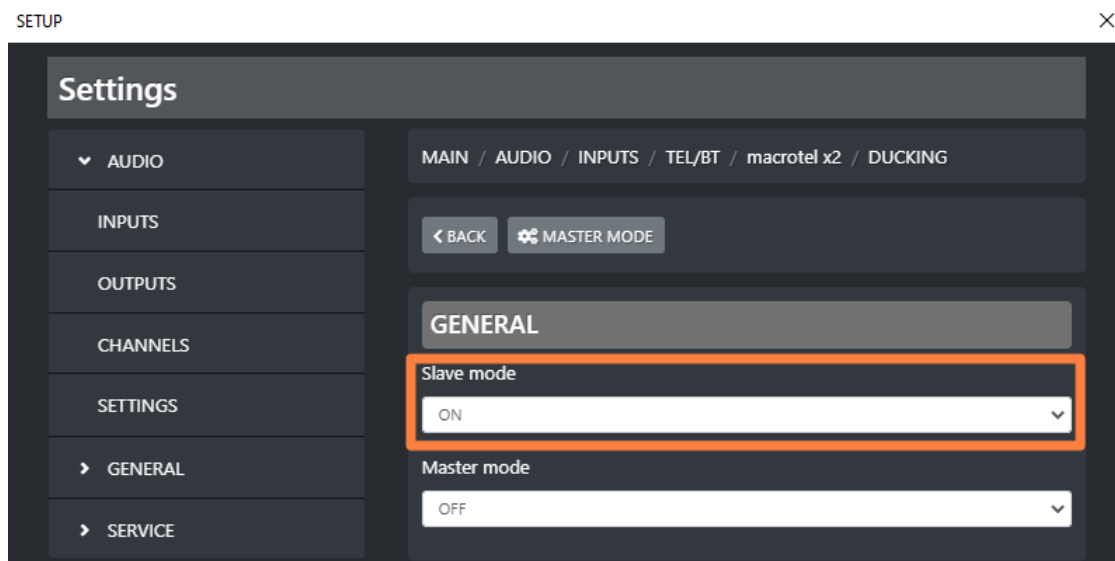 SETUP
Settings
AUDIO
INPUTS
OUTPUTS
CHANNELS
SETTINGS
GENERAL
SERVICE
MAIN / AUDIO / INPUTS / TEL/BT / macrotel x2 / DUCKING
BACK
MASTER MODE
GENERAL
Slave mode
ON
Master mode
OFF